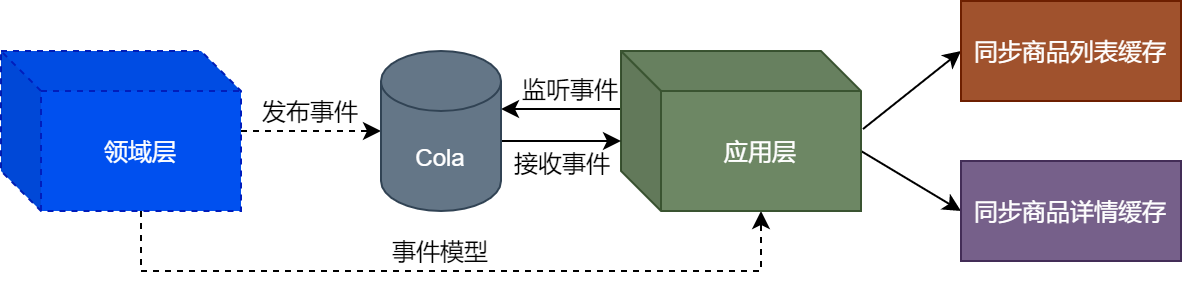 同步商品列表缓存
监听事件
发布事件
领域层
Cola
应用层
接收事件
同步商品详情缓存
事件模型